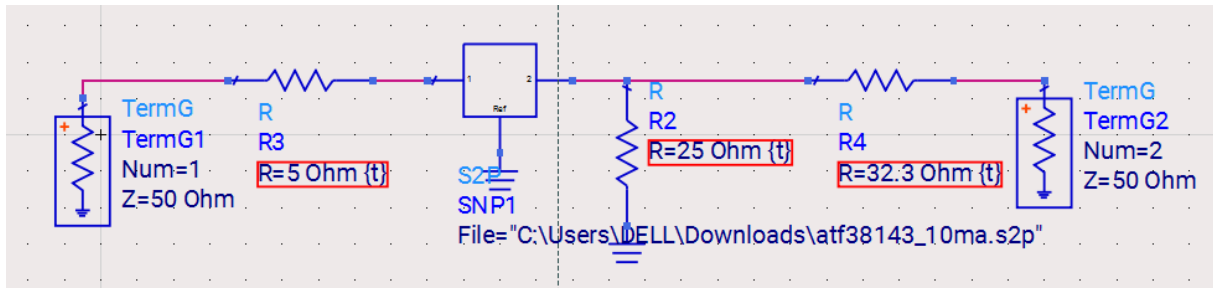 TermG
TermG1
Num=1
Z=50 Ohm
R
R3
R=5 Ohm {t}
1
2
Ref
S2P
SNP1
File="C:\Users\DELL\Downloads\atf38143_10ma.s2p"
R
R2
R=25 Ohm {t}
R
R4
R=32.3 Ohm {t}
TermG
TermG2
Num=2
Z=50 Ohm